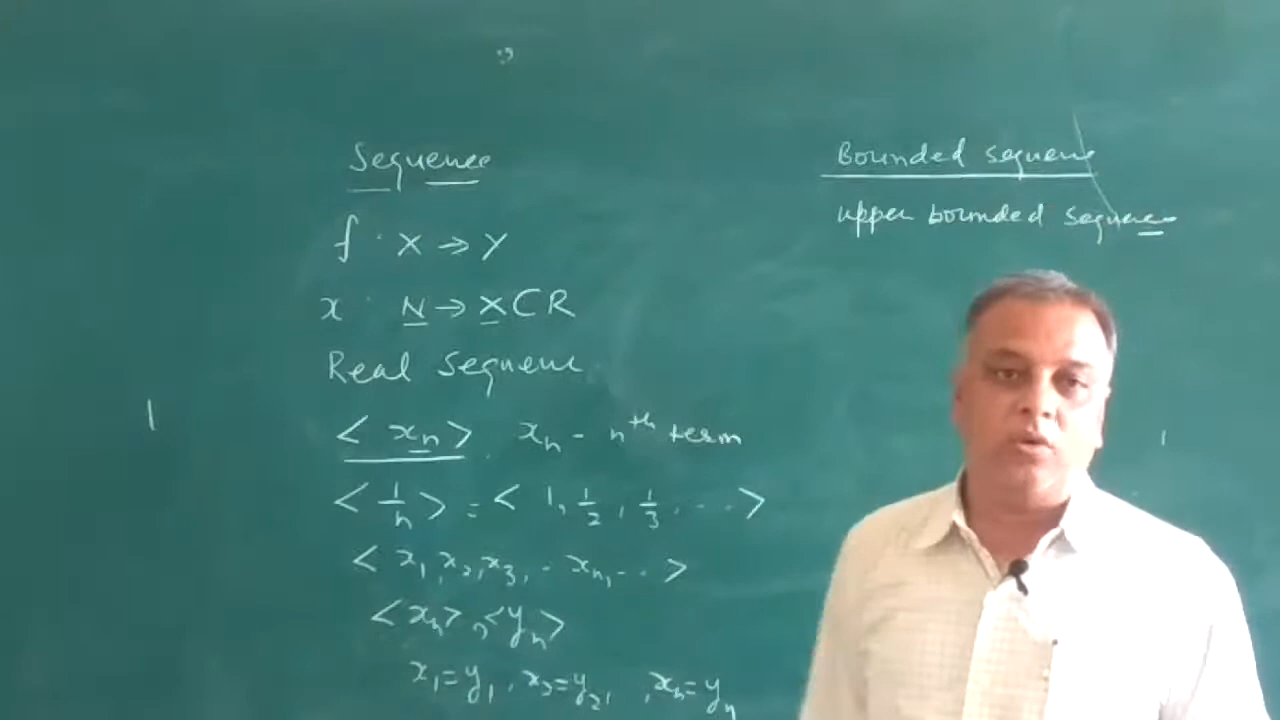 Sequence
f : X → Y
x : N → X ⊂ R
Real Sequence
< xₙ > . xₙ - nᵗʰ term
< 1/n > = < 1, 1/2, 1/3, ... >
< x₁, x₂, x₃, .. xₙ, ... >
< xₙ >, < yₙ >
x₁ = y₁, x₂ = y₂, , xₙ = yₙ
Bounded sequence
upper bounded sequence